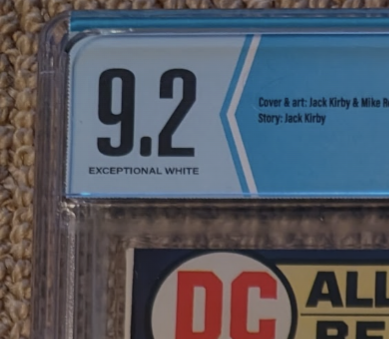 9.2
EXCEPTIONAL WHITE
Cover & art: Jack Kirby & Mike
Story: Jack Kirby
DC
ALL